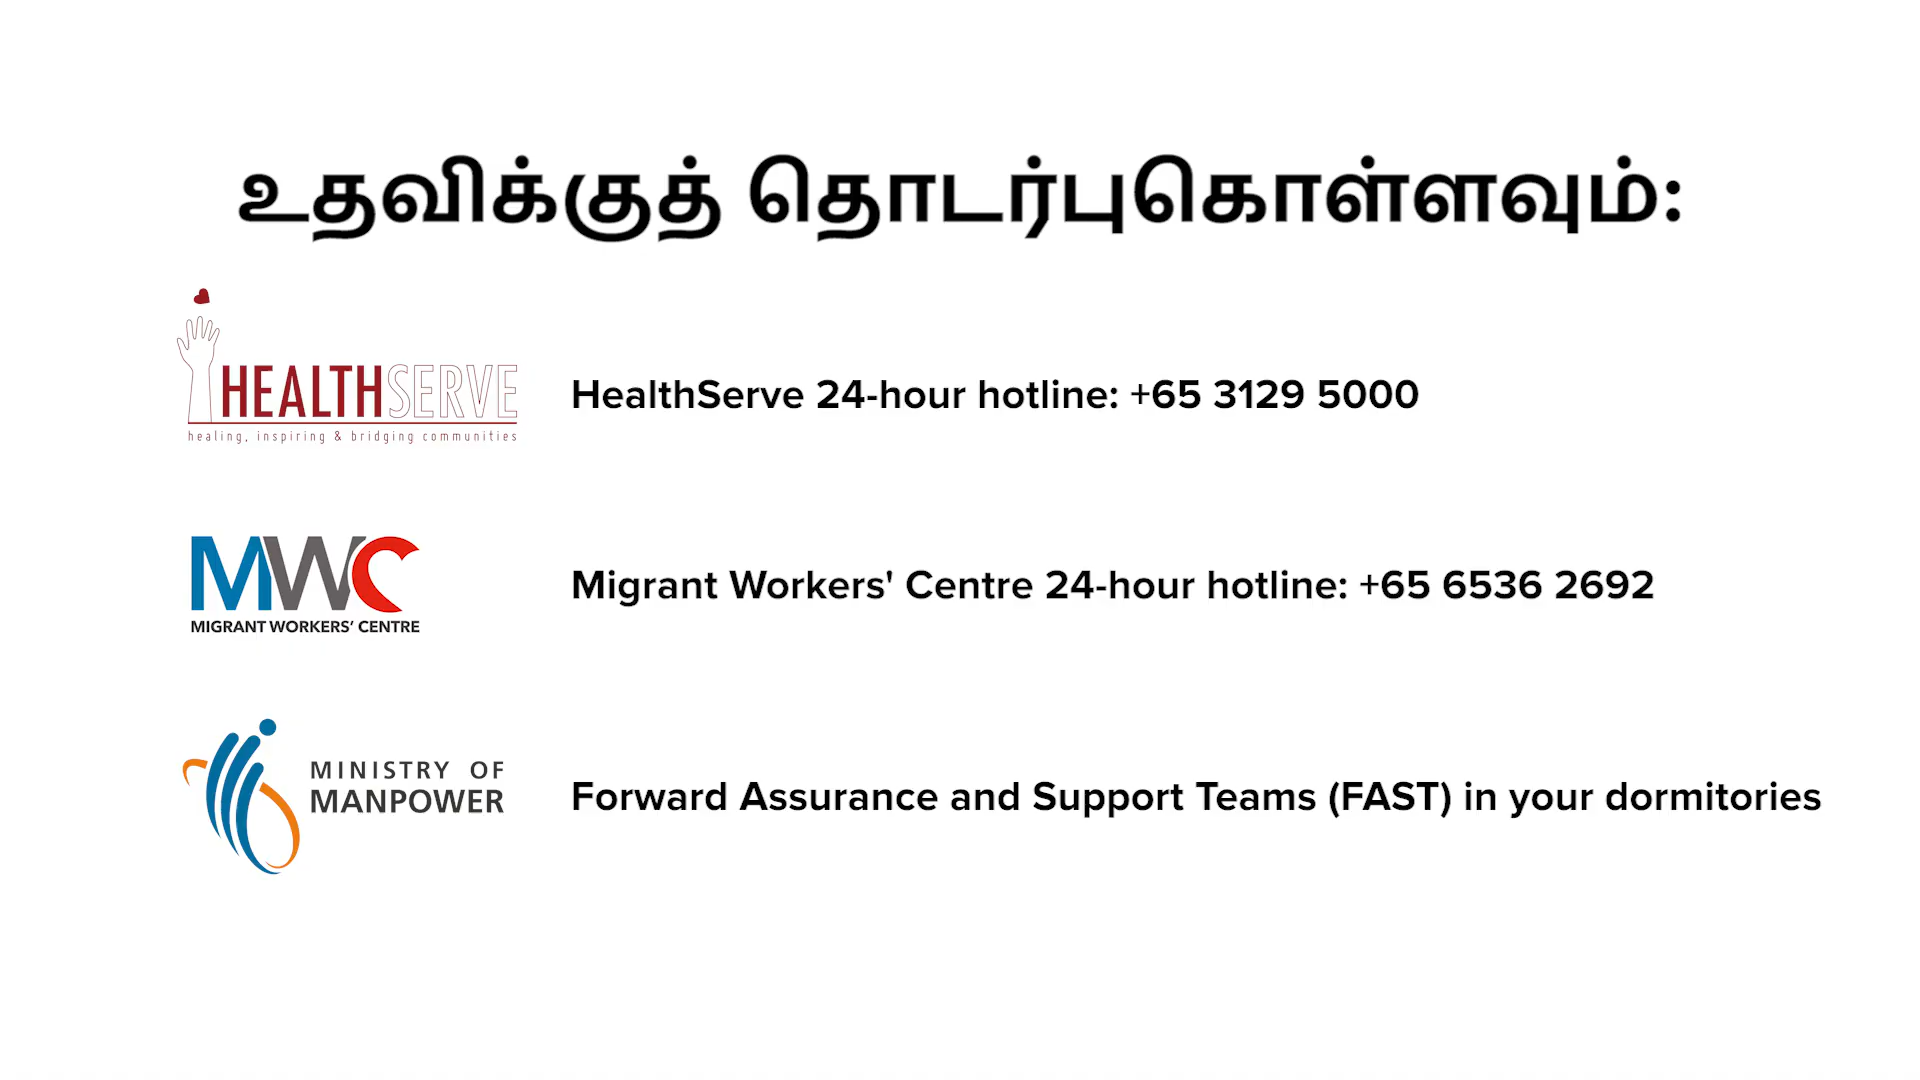 உதவிக்குத் தொடர்புகொள்ளவும்:
HEALTHSERVE
healing, inspiring & bridging communities
HealthServe 24-hour hotline: +65 3129 5000
MWC
MIGRANT WORKERS' CENTRE
Migrant Workers' Centre 24-hour hotline: +65 6536 2692
MINISTRY OF
MANPOWER
Forward Assurance and Support Teams (FAST) in your dormitories